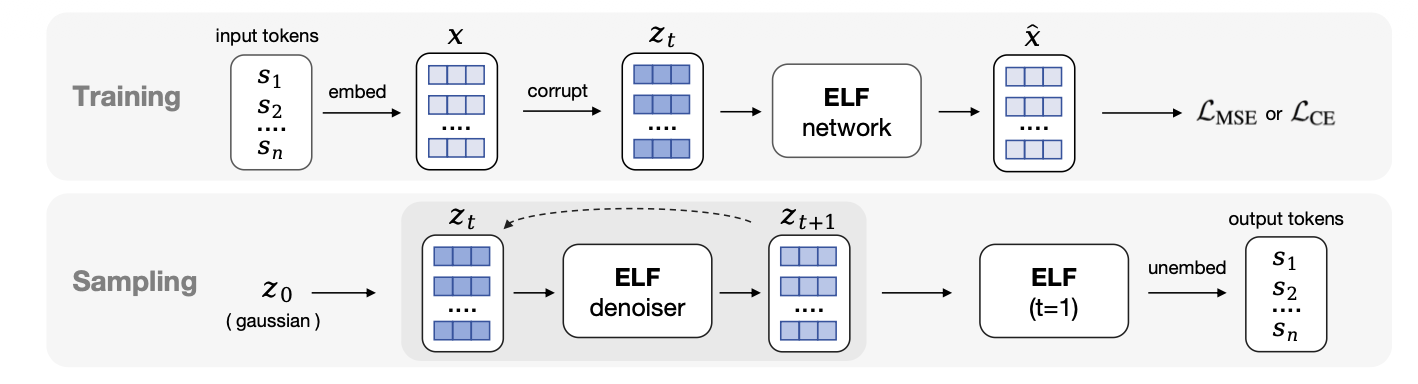 Training
input tokens
s₁
s₂
....
sₙ
embed
x
....
corrupt
zₜ
....
ELF
network
x̂
....
ℒMSE or ℒCE
Sampling
z₀
( gaussian )
zₜ
....
ELF
denoiser
zₜ₊₁
....
ELF
(t=1)
unembed
output tokens
s₁
s₂
....
sₙ